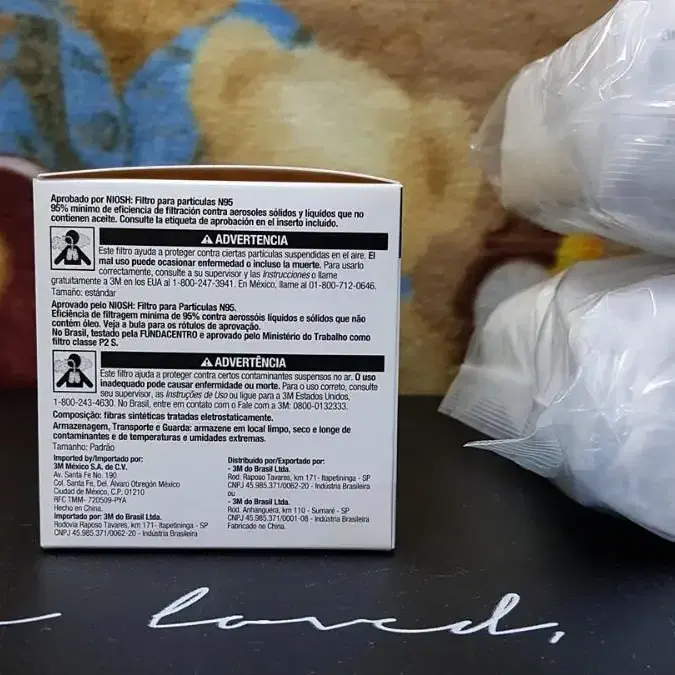 Aprobado por NIOSH: Filtro para partículas N95
95% mínimo de eficiencia de filtración contra aerosoles sólidos y líquidos que no
contienen aceite. Consulte la etiqueta de aprobación en el inserto incluido.
ADVERTENCIA
Este filtro ayuda a proteger contra ciertas partículas suspendidas en el aire. El
mal uso puede ocasionar enfermedad o incluso la muerte. Para usarlo
correctamente, consulte a su supervisor y las Instrucciones o llame
gratuitamente a 3M en los EUA al 1-800-247-3941. En México, llame al 01-800-712-0646.
Tamaño: estándar
Aprovado pelo NIOSH: Filtro para Partículas N95.
Eficiência de filtragem mínima de 95% contra aerossóis líquidos e sólidos que não
contêm óleo. Veja a bula para os rótulos de aprovação.
No Brasil, testado pela FUNDACENTRO e aprovado pelo Ministério do Trabalho como
filtro classe P2 S.
ADVERTÊNCIA
Este filtro ajuda a proteger contra certos contaminantes suspensos no ar. O uso
inadequado pode causar enfermidade ou morte. Para o uso correto, consulte
seu supervisor, as Instruções de Uso ou ligue para a 3M Estados Unidos,
1-800-243-4630. No Brasil, entre em contato com o Fale com a 3M: 0800-0132333.
Composição: fibras sintéticas tratadas eletrostaticamente.
Armazenagem, Transporte e Guarda: armazene em local limpo, seco e longe de
contaminantes e de temperaturas e umidades extremas.
Tamanho: Padrão
Imported by/Importado por:
3M México S.A. de C.V.
Av. Santa Fe No. 190
Col. Santa Fe, Del. Álvaro Obregón México
Ciudad de México, C.P. 01210
RFC TMM- 720509-PYA
Hecho en China.
Importado por: 3M do Brasil Ltda.
Rodovia Raposo Tavares, km 171- Itapetininga - SP
CNPJ 45.985.371/0062-20 - Indústria Brasileira
Distribuido por/Exportado por:
- 3M do Brasil Ltda.
Rod. Raposo Tavares, km 171- Itapetininga - SP
CNPJ 45.985.371/0062-20 - Indústria Brasileira
ou
- 3M do Brasil Ltda.
Rod. Anhanguera, km 110 - Sumaré - SP
CNPJ 45.985.371/0001-08 - Indústria Brasileira
Fabricado na China.
loved,